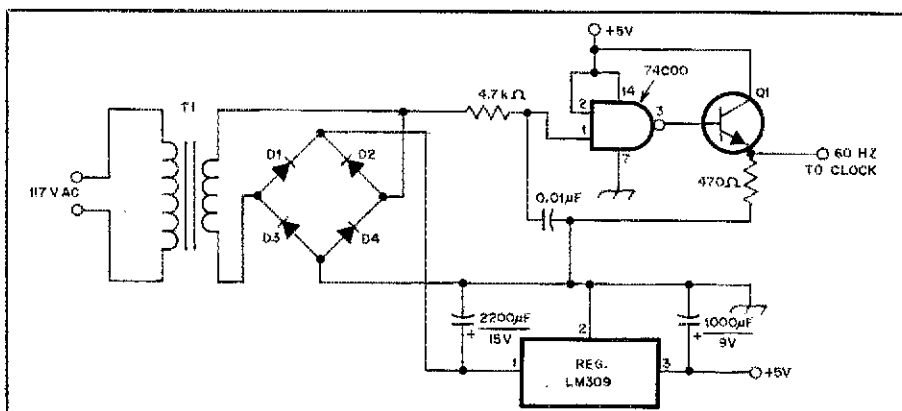 +5V
74C00
4.7kΩ
14
Q1
T1
2
3
1
D1
D2
7
60 HZ
TO CLOCK
117 VAC
470Ω
0.01µF
D3
D4
2200µF
15V
+
2
1000µF
9V
+
1
REG.
LM309
3
+5V